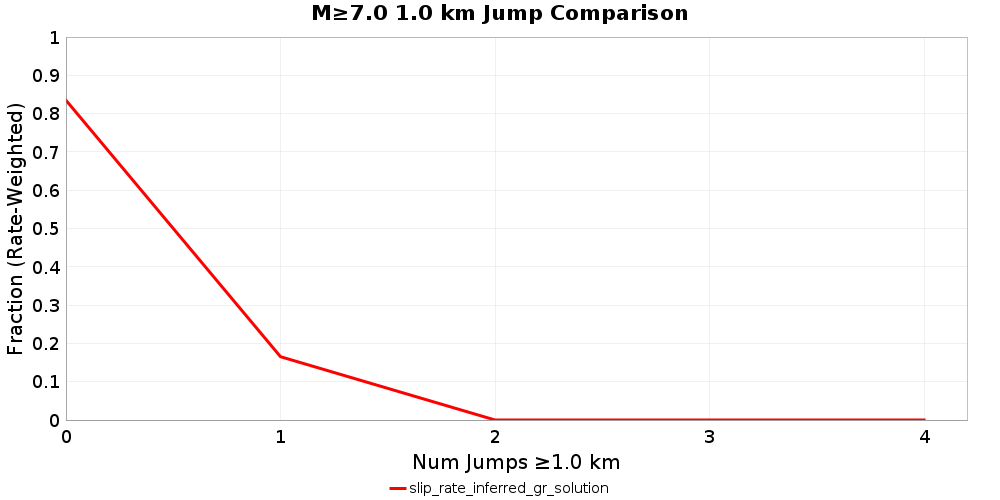 M≥7.0 1.0 km Jump Comparison
Fraction (Rate-Weighted)
1
0.9
0.8
0.7
0.6
0.5
0.4
0.3
0.2
0.1
0
0 1 2 3 4
Num Jumps ≥1.0 km
slip_rate_inferred_gr_solution